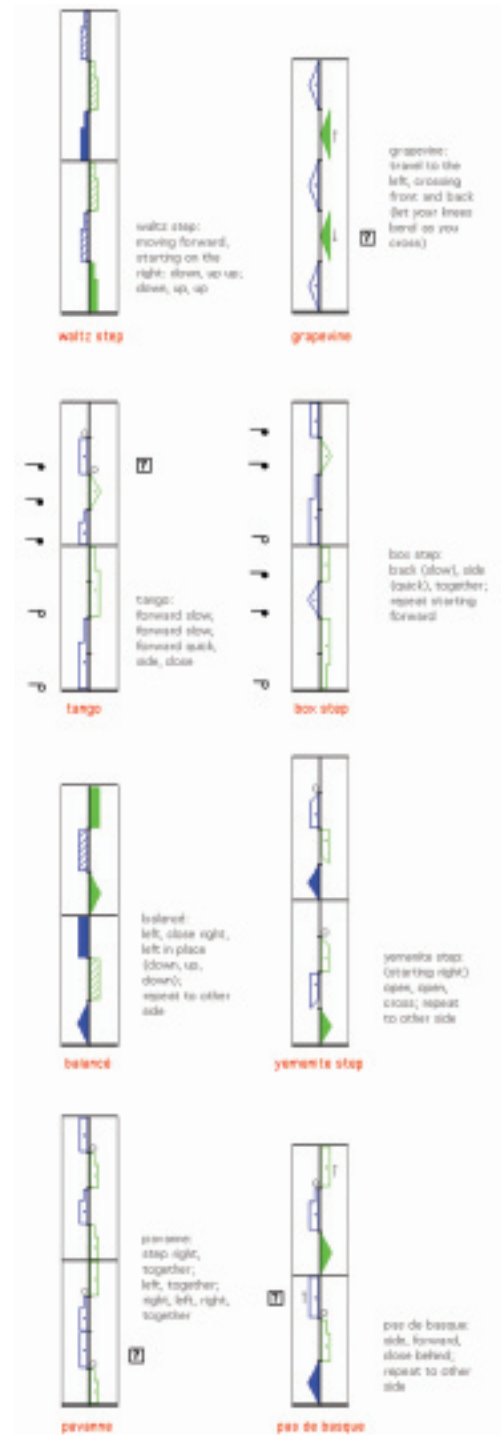 waltz step:
moving forward,
starting on the
right: down, up up;
down, up, up
waltz step
grapevine:
travel to the
left, crossing
front and back
(let your knees
bend as you
cross)
?
grapevine
?
tango:
forward slow,
forward slow,
forward quick,
side, close
tango
box step:
back (slow), side
(quick), together;
repeat starting
forward
box step
balancé:
left, close right,
left in place
(down, up,
down);
repeat to other
side
balancé
yemenite step:
(starting right)
open, open,
cross; repeat
to other side
yemenite step
pavanne:
step right,
together;
left, together;
right, left, right,
together
?
pavanne
?
pas de basque:
side, forward,
close behind;
repeat to other
side
pas de basque